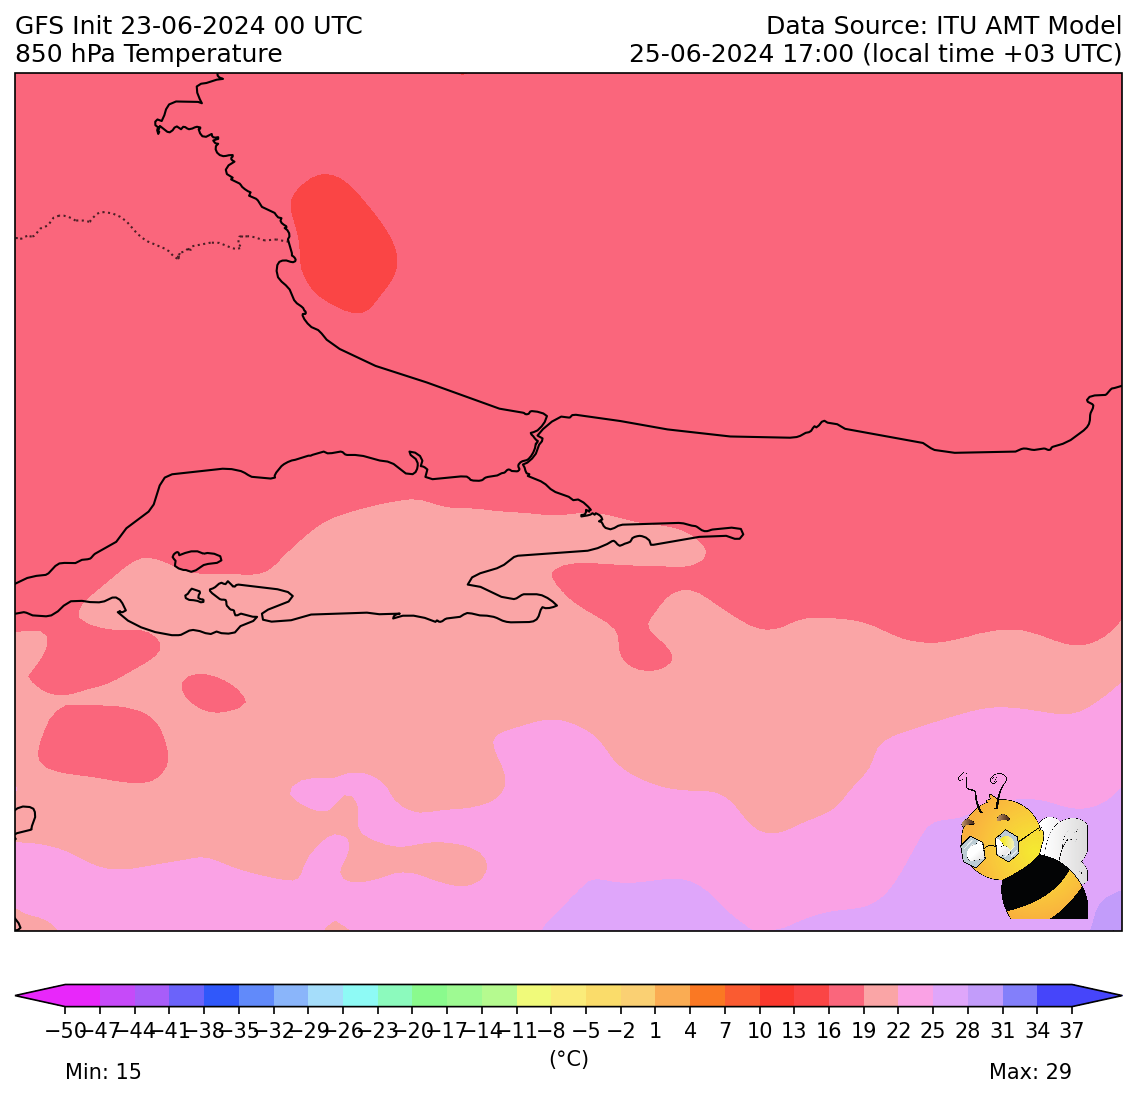 GFS Init 23-06-2024 00 UTC
Data Source: ITU AMT Model
850 hPa Temperature
25-06-2024 17:00 (local time +03 UTC)
−50 −47 −44 −41 −38 −35 −32 −29 −26 −23 −20 −17 −14 −11 −8 −5 −2 1 4 7 10 13 16 19 22 25 28 31 34 37
(°C)
Min: 15
Max: 29